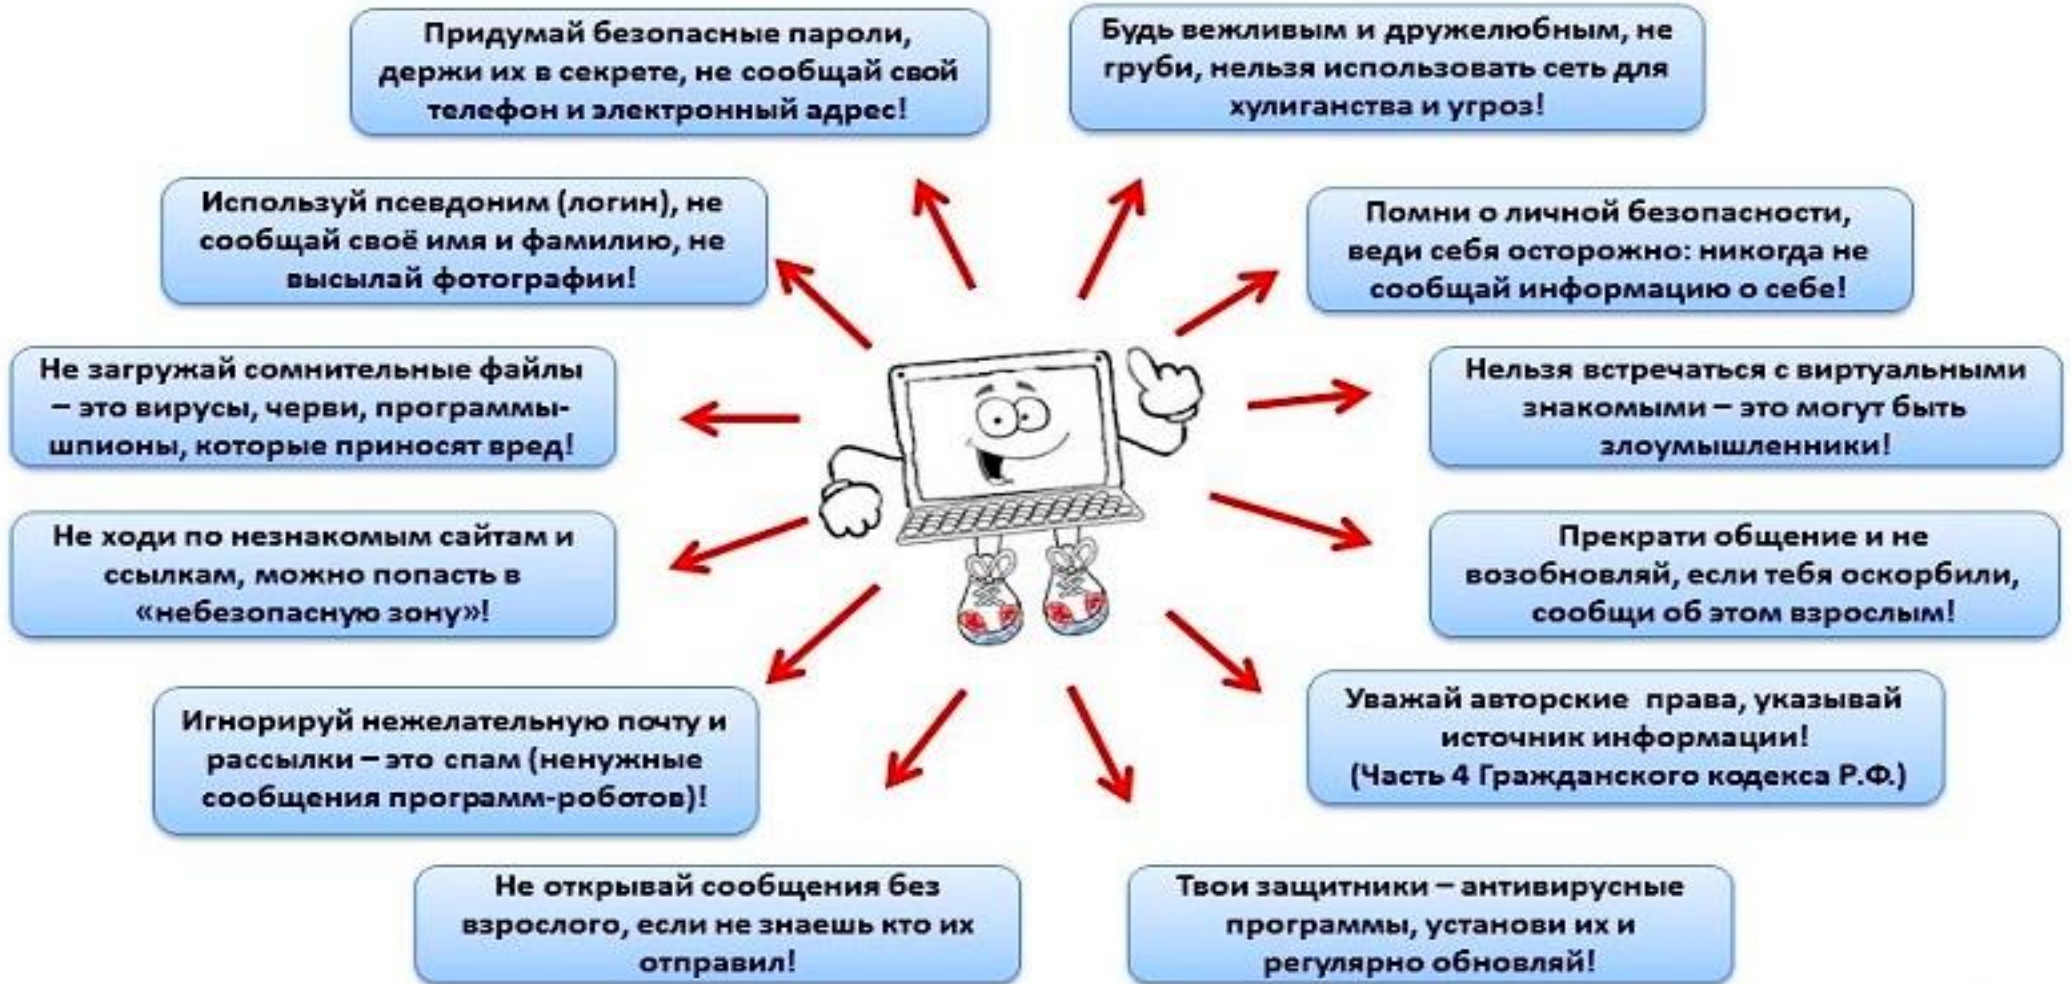 Придумай безопасные пароли,
держи их в секрете, не сообщай свой
телефон и электронный адрес!
Будь вежливым и дружелюбным, не
груби, нельзя использовать сеть для
хулиганства и угроз!
Используй псевдоним (логин), не
сообщай своё имя и фамилию, не
высылай фотографии!
Помни о личной безопасности,
веди себя осторожно: никогда не
сообщай информацию о себе!
Не загружай сомнительные файлы
– это вирусы, черви, программы-
шпионы, которые приносят вред!
Нельзя встречаться с виртуальными
знакомыми – это могут быть
злоумышленники!
Не ходи по незнакомым сайтам и
ссылкам, можно попасть в
«небезопасную зону»!
Прекрати общение и не
возобновляй, если тебя оскорбили,
сообщи об этом взрослым!
Игнорируй нежелательную почту и
рассылки – это спам (ненужные
сообщения программ-роботов)!
Уважай авторские права, указывай
источник информации!
(Часть 4 Гражданского кодекса Р.Ф.)
Не открывай сообщения без
взрослого, если не знаешь кто их
отправил!
Твои защитники – антивирусные
программы, установи их и
регулярно обновляй!